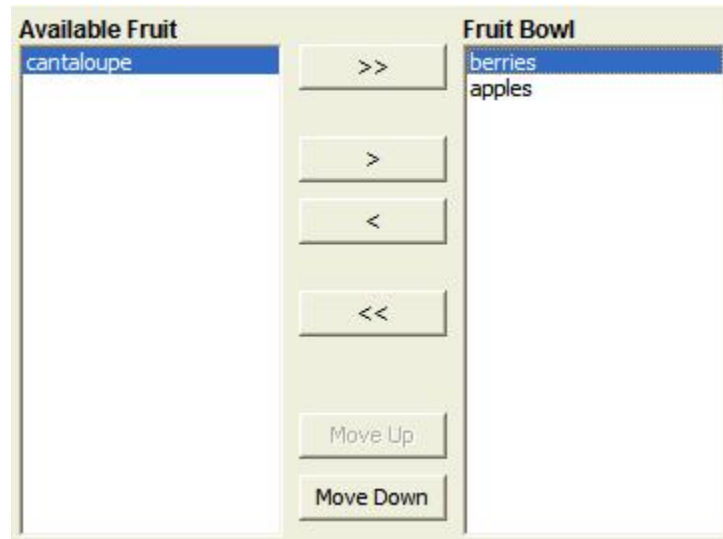 Available Fruit
cantaloupe
>>
>
<
<<
Move Up
Move Down
Fruit Bowl
berries
apples